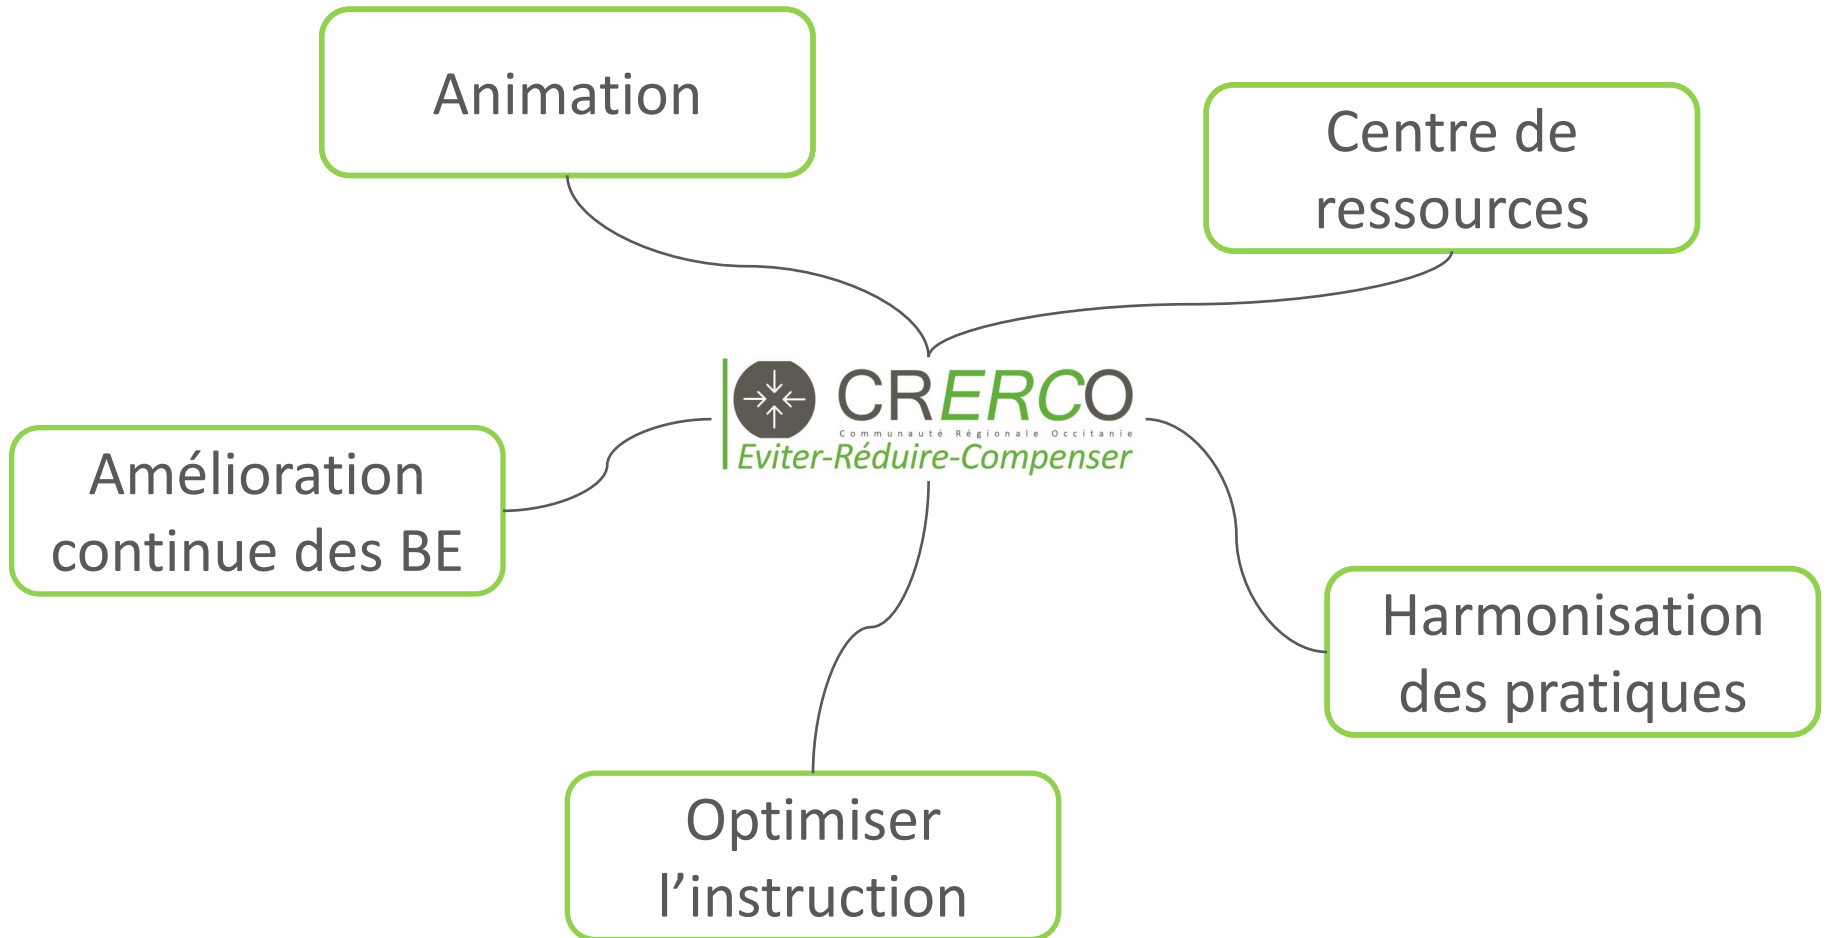 Animation
Centre de
ressources
CRERCO
Communauté Régionale Occitanie
Eviter-Réduire-Compenser
Amélioration
continue des BE
Harmonisation
des pratiques
Optimiser
l’instruction